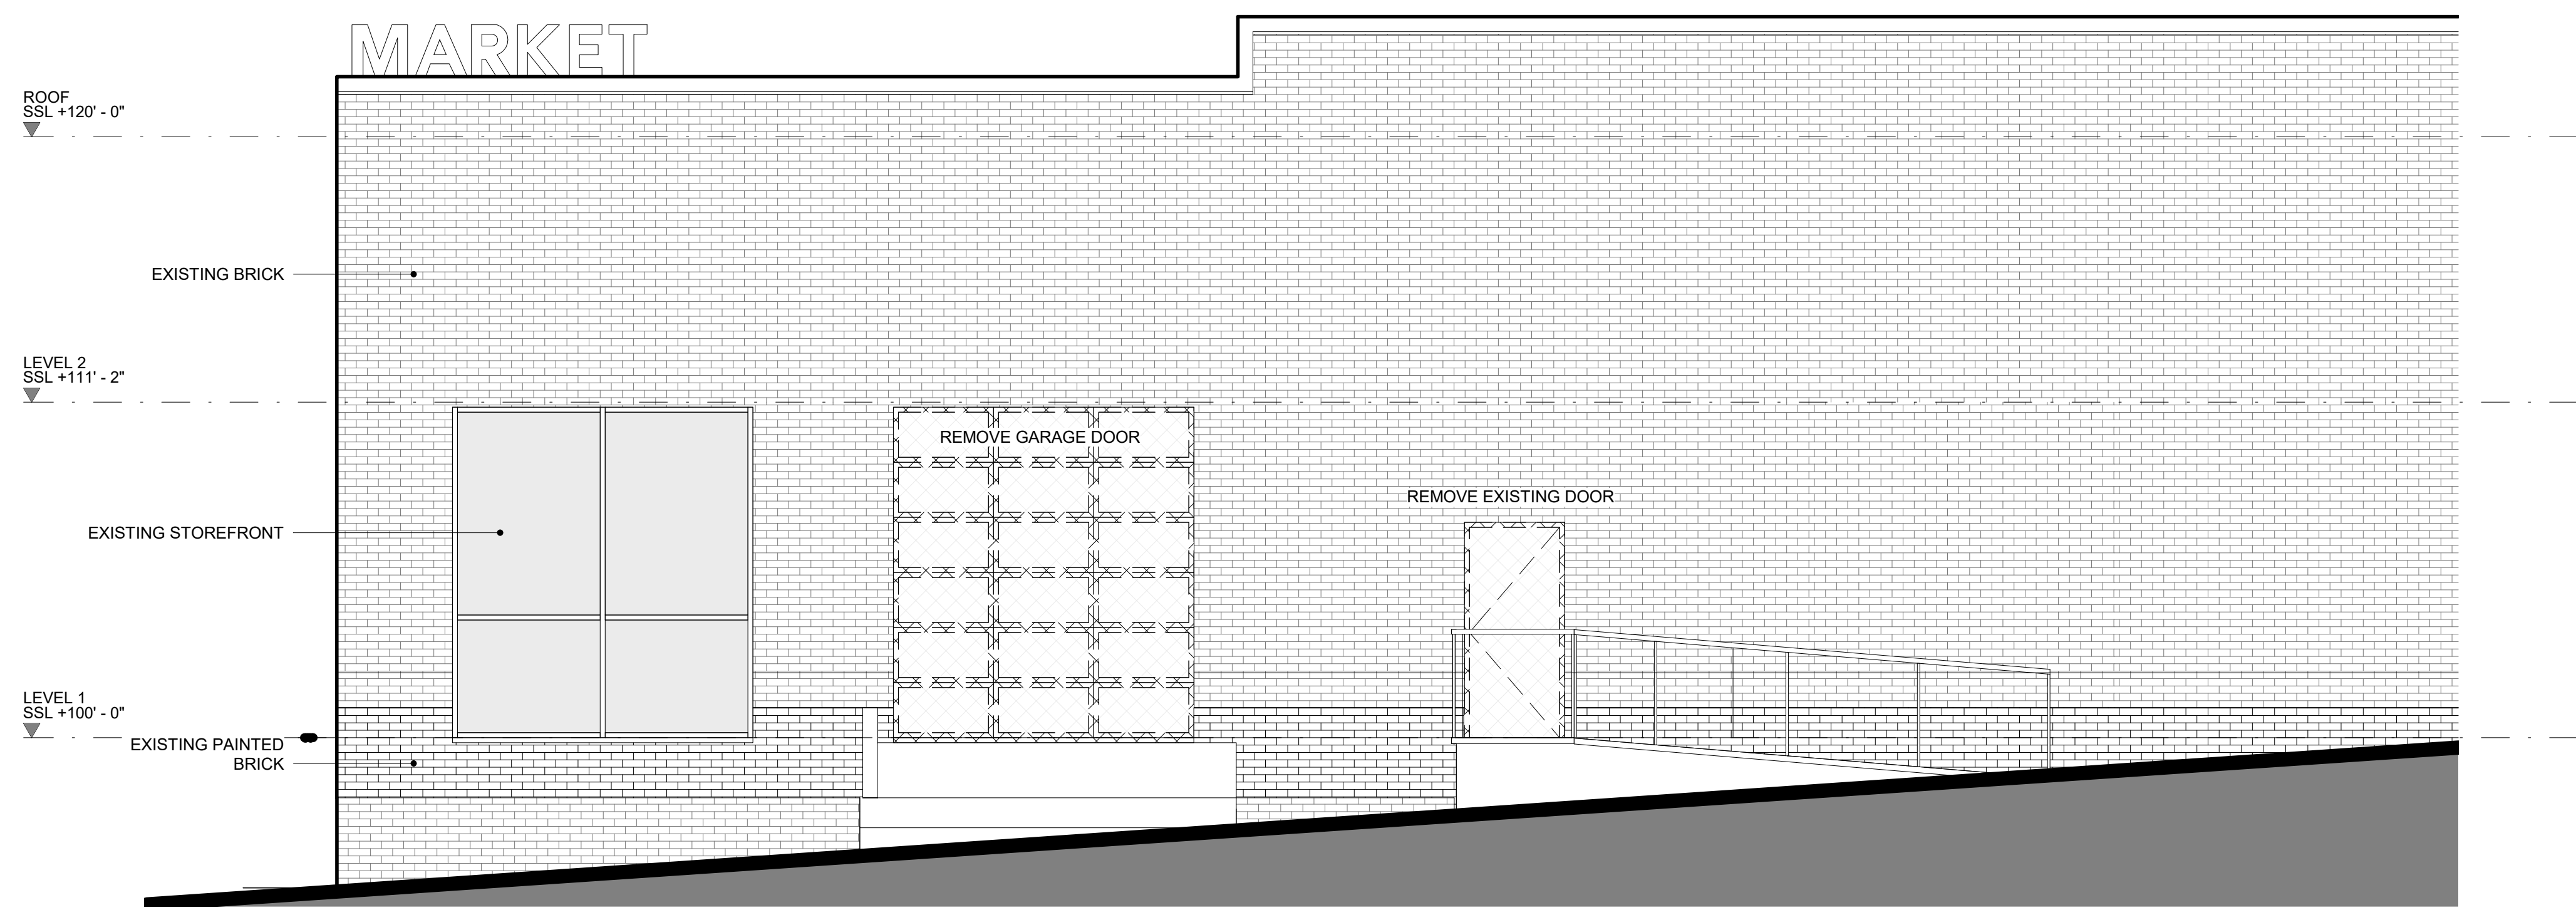 MARKET
ROOF
SSL +120' - 0"
EXISTING BRICK
LEVEL 2
SSL +111' - 2"
REMOVE GARAGE DOOR
REMOVE EXISTING DOOR
EXISTING STOREFRONT
LEVEL 1
SSL +100' - 0"
EXISTING PAINTED
BRICK